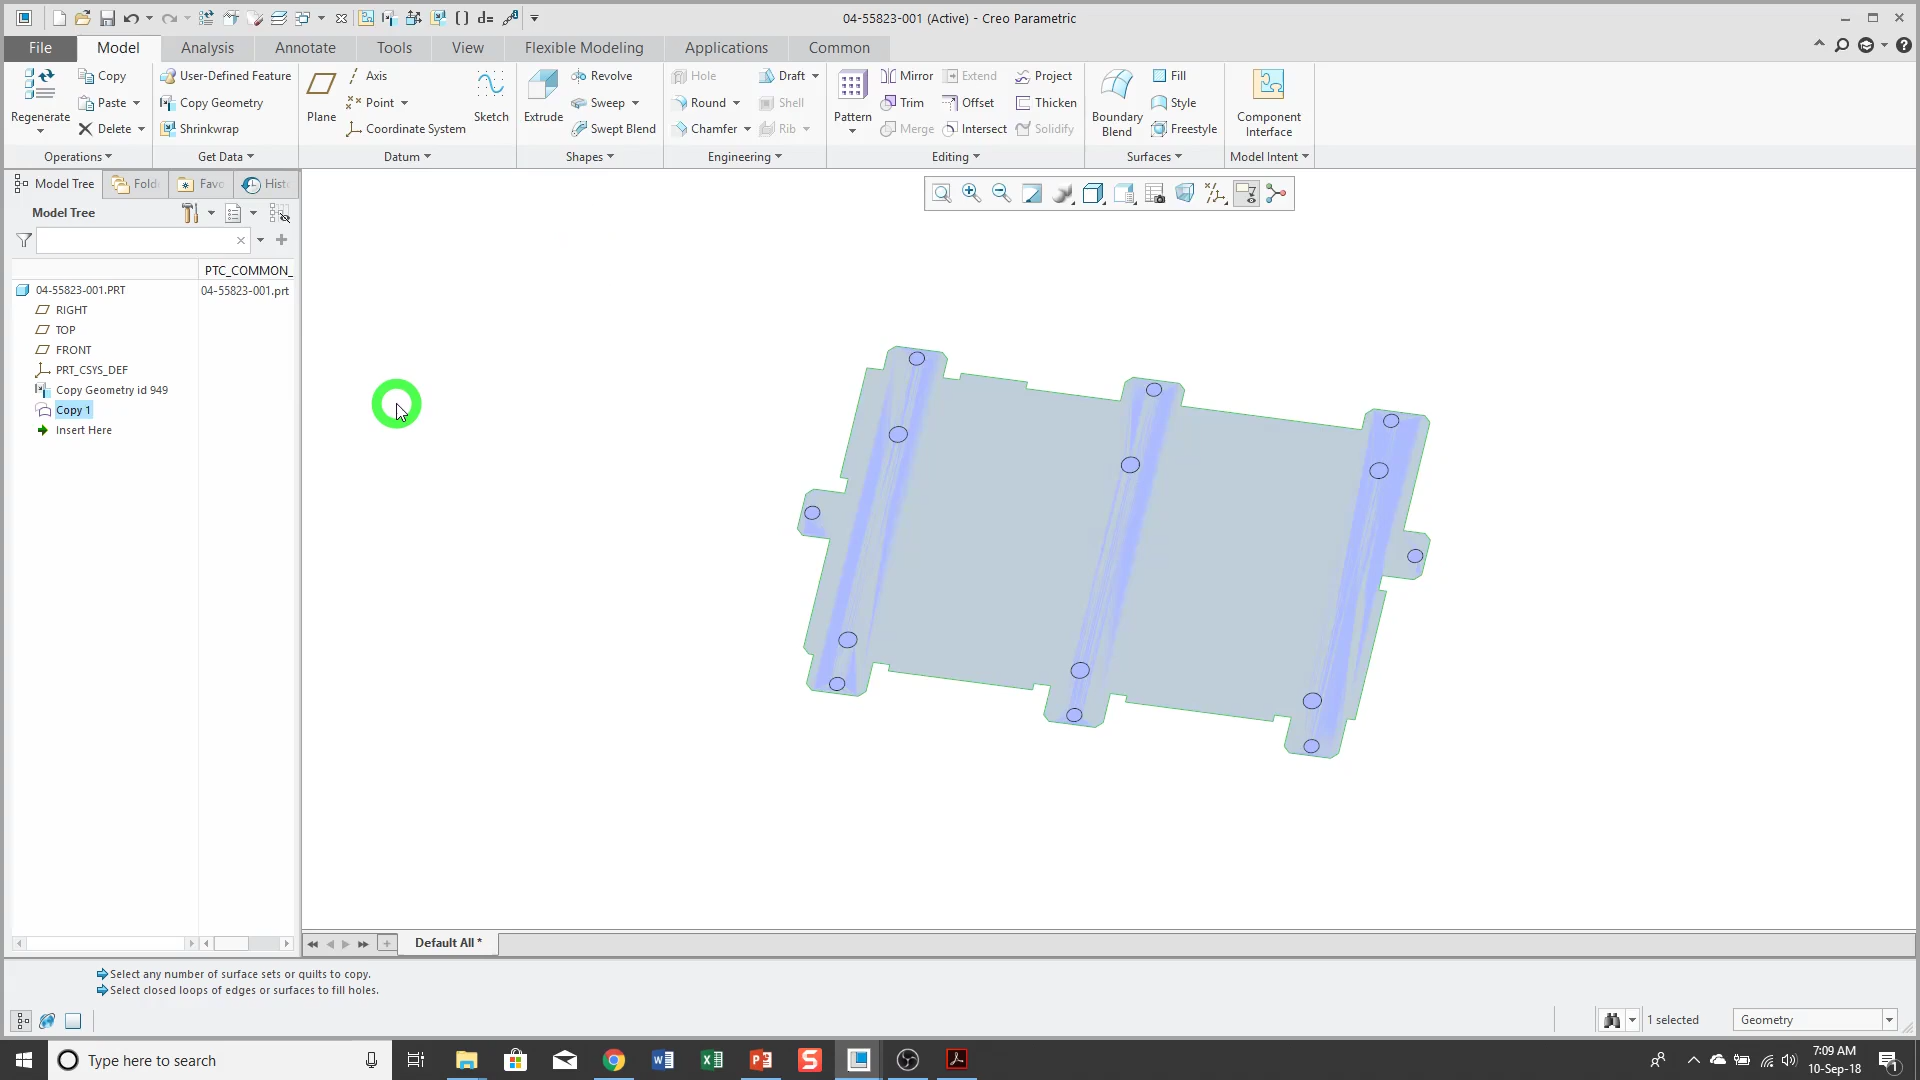 04-55823-001 (Active) - Creo Parametric
File Model Analysis Annotate Tools View Flexible Modeling Applications Common
Regenerate
Copy
Paste
Delete
Operations
User-Defined Feature
Copy Geometry
Shrinkwrap
Get Data
Plane
Axis
Point
Coordinate System
Sketch
Datum
Extrude
Revolve
Sweep
Swept Blend
Shapes
Hole
Round
Chamfer
Draft
Shell
Rib
Engineering
Pattern
Mirror
Trim
Merge
Extend
Offset
Intersect
Project
Thicken
Solidify
Editing
Boundary
Blend
Fill
Style
Freestyle
Surfaces
Component
Interface
Model Intent
Model Tree Fold Favo Hist
Model Tree
PTC_COMMON_
04-55823-001.PRT 04-55823-001.prt
RIGHT
TOP
FRONT
PRT_CSYS_DEF
Copy Geometry id 949
Copy 1
Insert Here
Default All *
Select any number of surface sets or quilts to copy.
Select closed loops of edges or surfaces to fill holes.
1 selected Geometry
Type here to search
7:09 AM
10-Sep-18
1